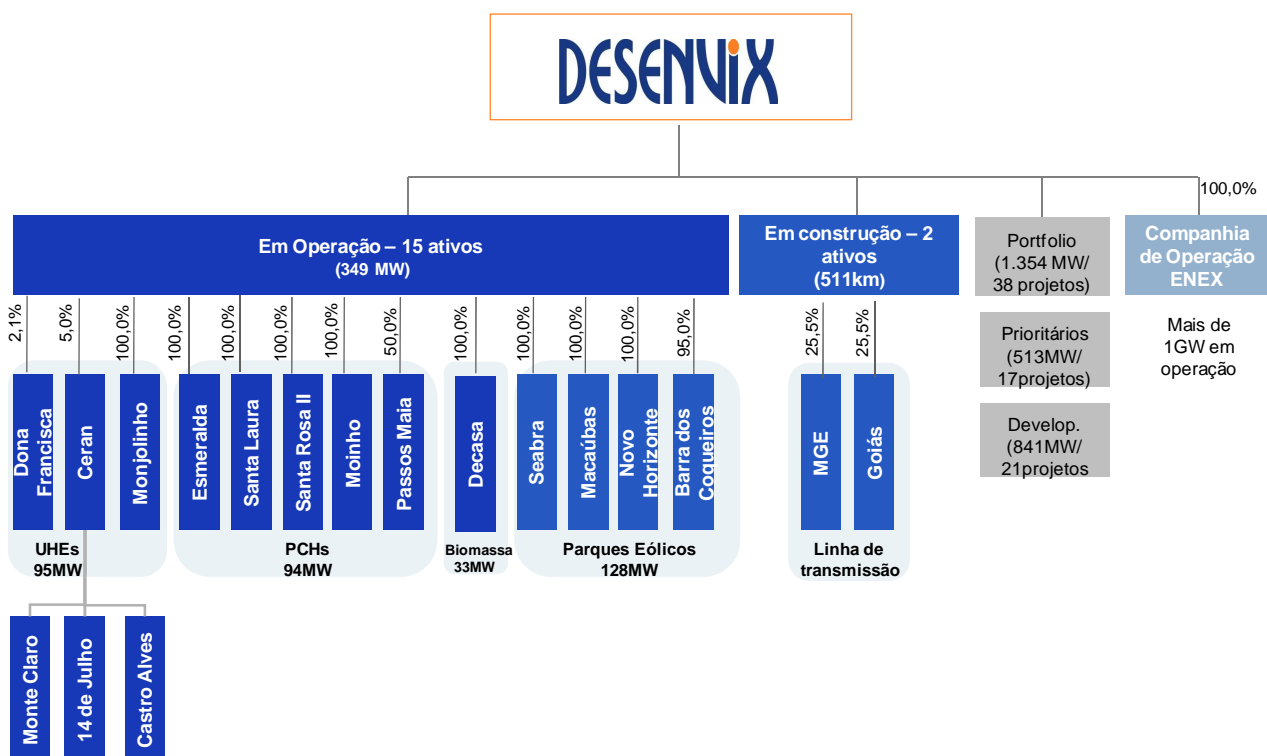 DESENViX
100,0%
Em Operação – 15 ativos
(349 MW)
Em construção – 2
ativos
(511km)
Portfolio
(1.354 MW/
38 projetos)
Companhia
de Operação
ENEX
2,1%
5,0%
100,0%
100,0%
100,0%
100,0%
100,0%
50,0%
100,0%
100,0%
100,0%
100,0%
95,0%
25,5%
25,5%
Prioritários
(513MW/
17projetos)
Mais de
1GW em
operação
Dona
Francisca
Ceran
Monjolinho
Esmeralda
Santa Laura
Santa Rosa II
Moinho
Passos Maia
Decasa
Seabra
Macaúbas
Novo
Horizonte
Barra dos
Coqueiros
MGE
Goiás
Develop.
(841MW/
21projetos
UHEs
95MW
PCHs
94MW
Biomassa
33MW
Parques Eólicos
128MW
Linha de
transmissão
Monte Claro
14 de Julho
Castro Alves